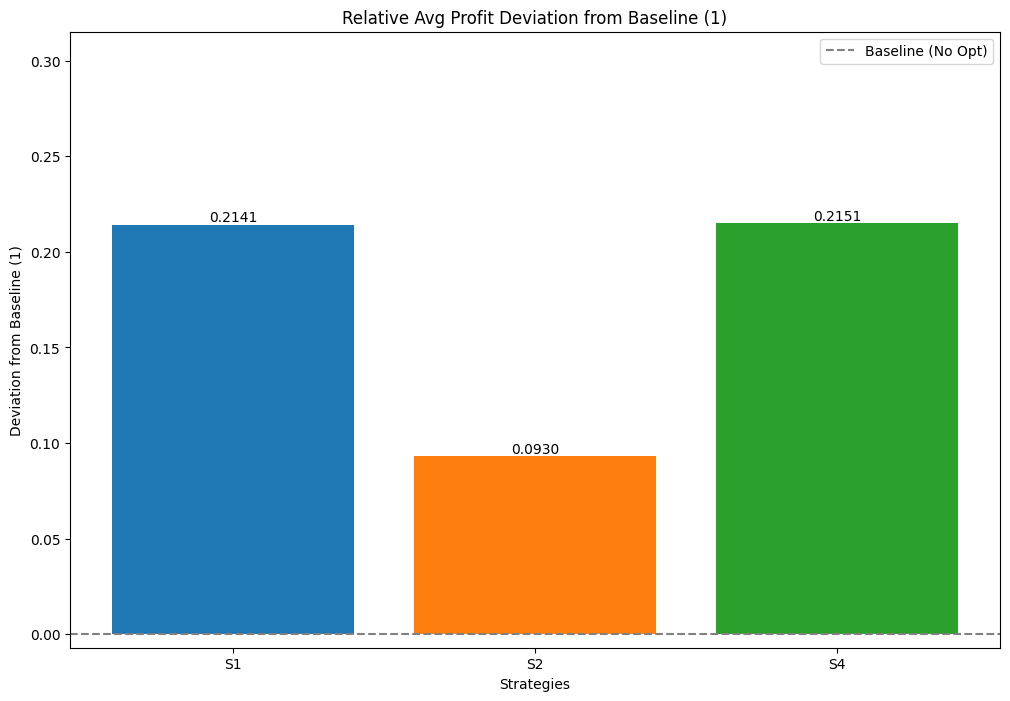 Relative Avg Profit Deviation from Baseline (1)
Baseline (No Opt)
0.30
0.25
0.20
0.15
0.10
0.05
0.00
Deviation from Baseline (1)
0.2141
0.0930
0.2151
S1
S2
S4
Strategies